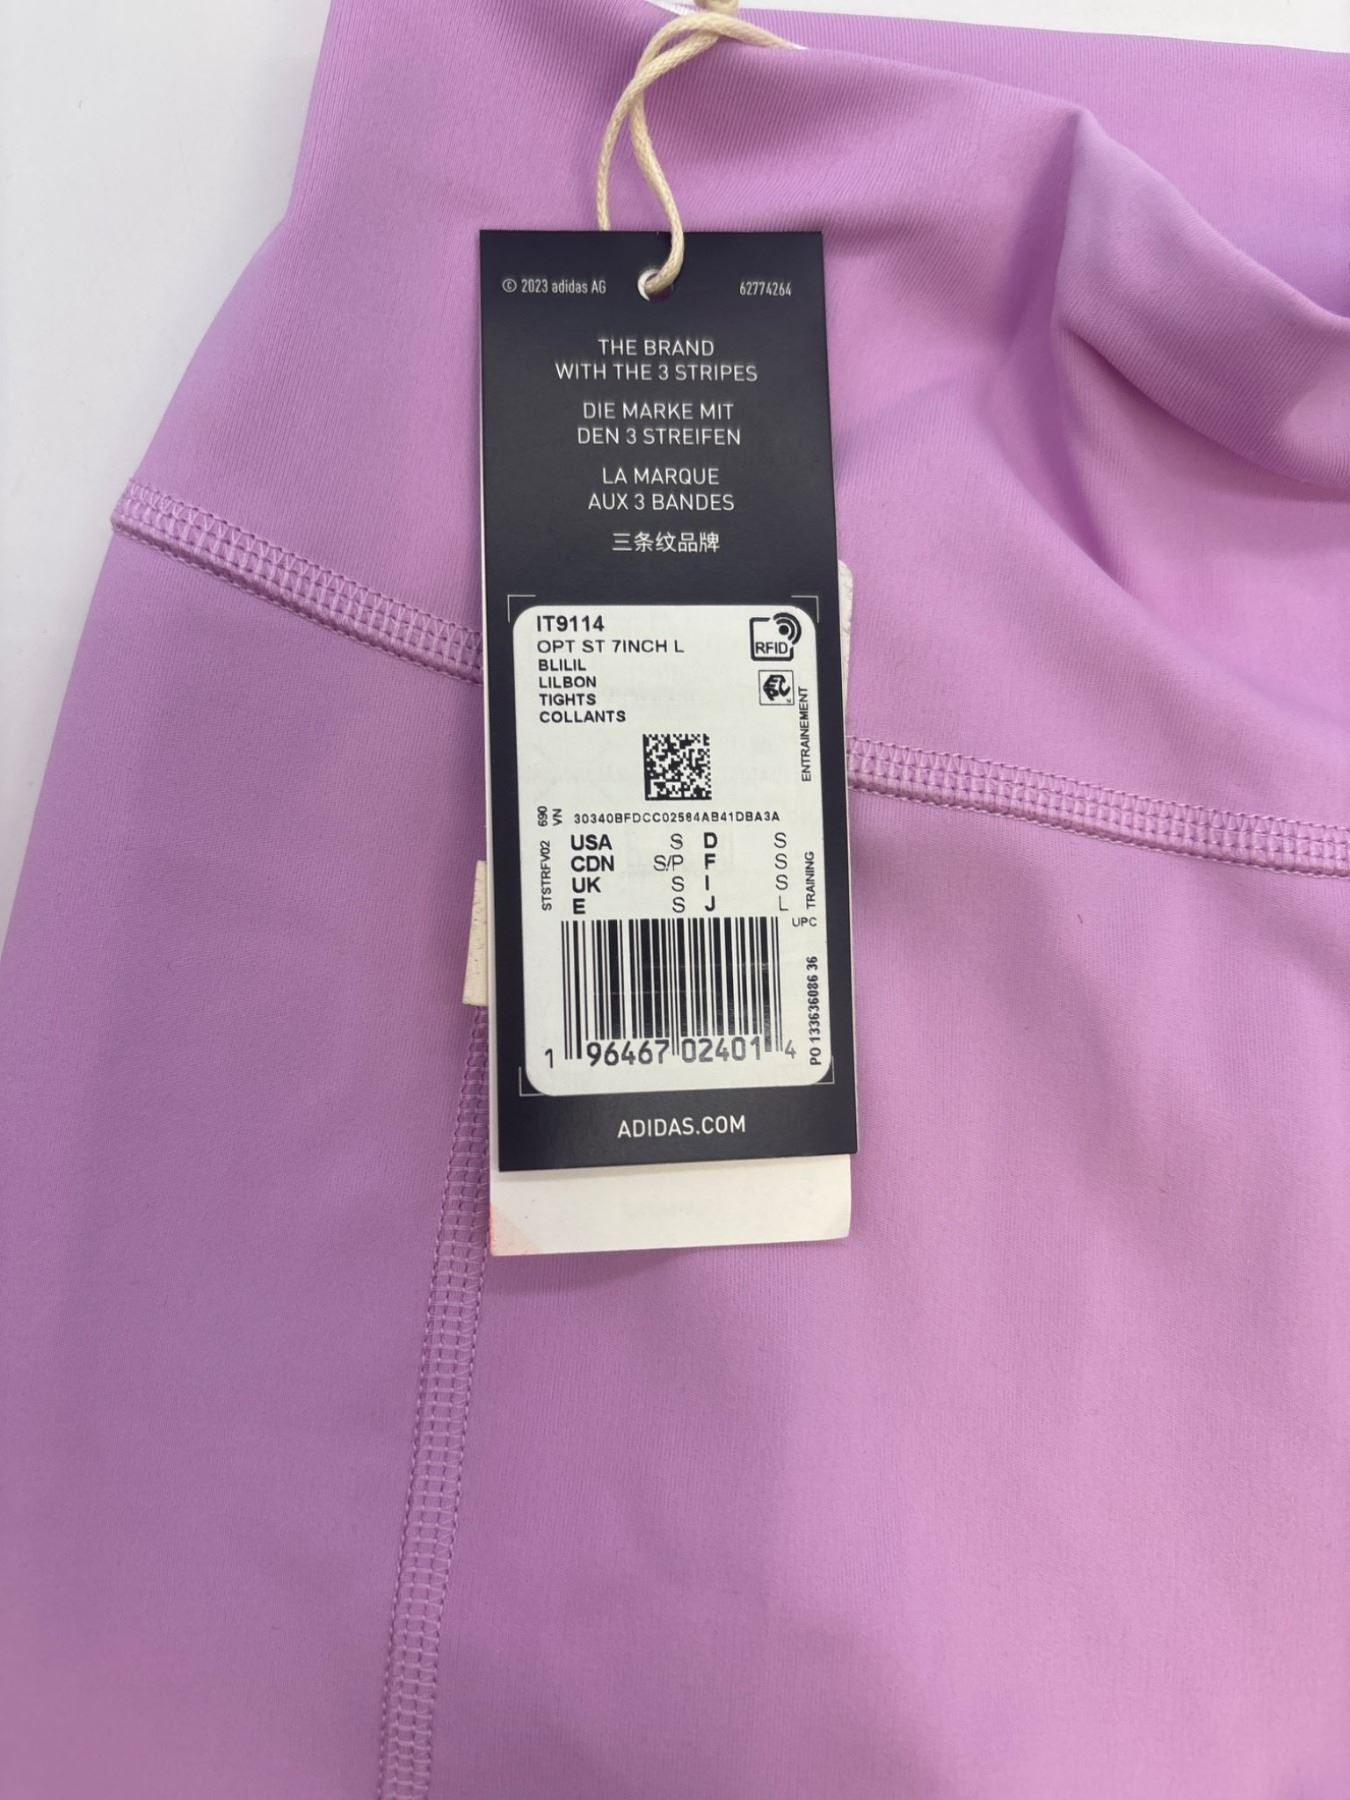 © 2023 adidas AG
62774264
THE BRAND
WITH THE 3 STRIPES
DIE MARKE MIT
DEN 3 STREIFEN
LA MARQUE
AUX 3 BANDES
三条纹品牌
IT9114
OPT ST 7INCH L
BLILIL
LILBON
TIGHTS
COLLANTS
RFID
EPC
TRAINING ENTRAINEMENT
690
VN
STSTRFV02
30340BFDCC02584AB41DBA3A
USA S D S
CDN S/P F S
UK S I S
E S J L
UPC
PO 133636086 36
1 96467 02401 4
ADIDAS.COM